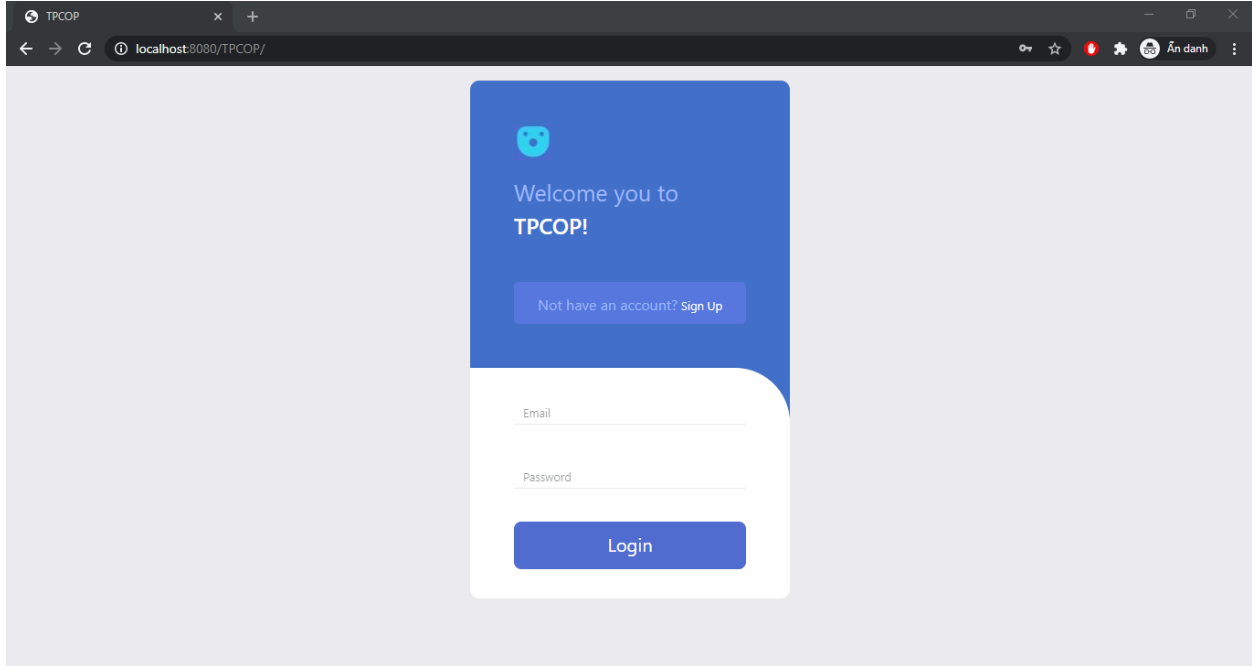 TPCOP
localhost:8080/TPCOP/
Ẩn danh
Welcome you to
TPCOP!
Not have an account? Sign Up
Email
Password
Login